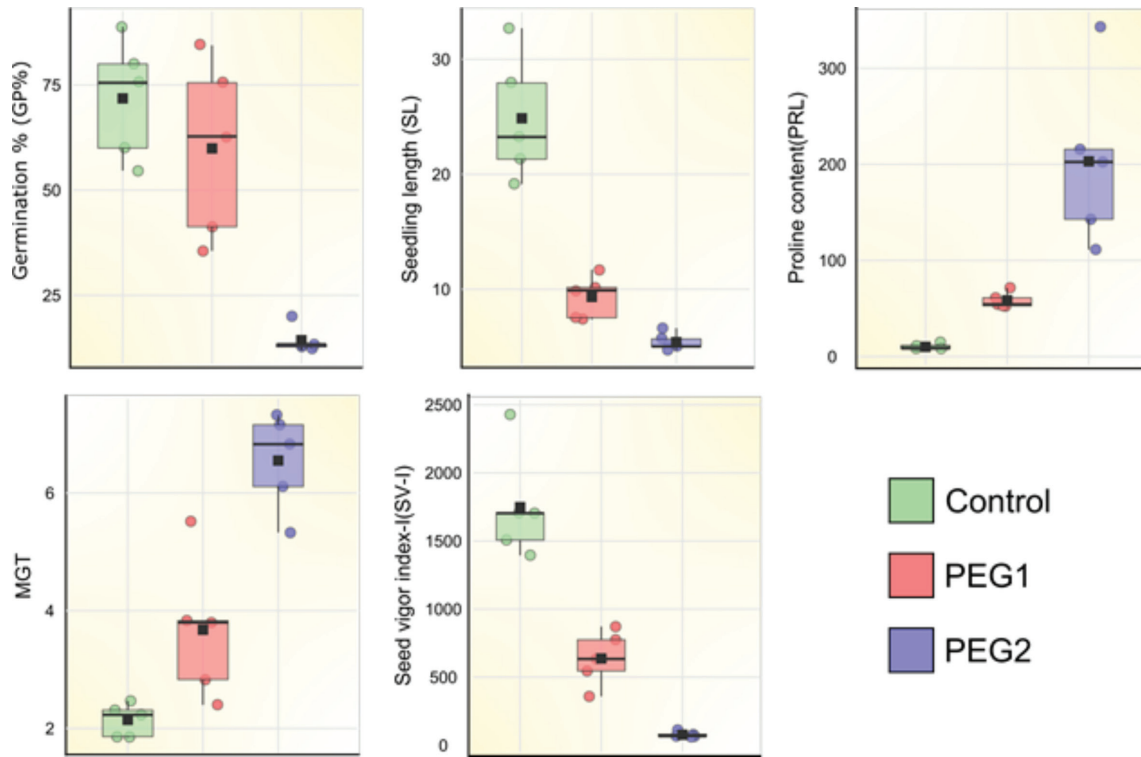 Germination % (GP%)
75
50
25
Seedling length (SL)
30
20
10
Proline content(PRL)
300
200
100
0
MGT
6
4
2
Seed vigor index-I(SV-I)
2500
2000
1500
1000
500
0
Control
PEG1
PEG2